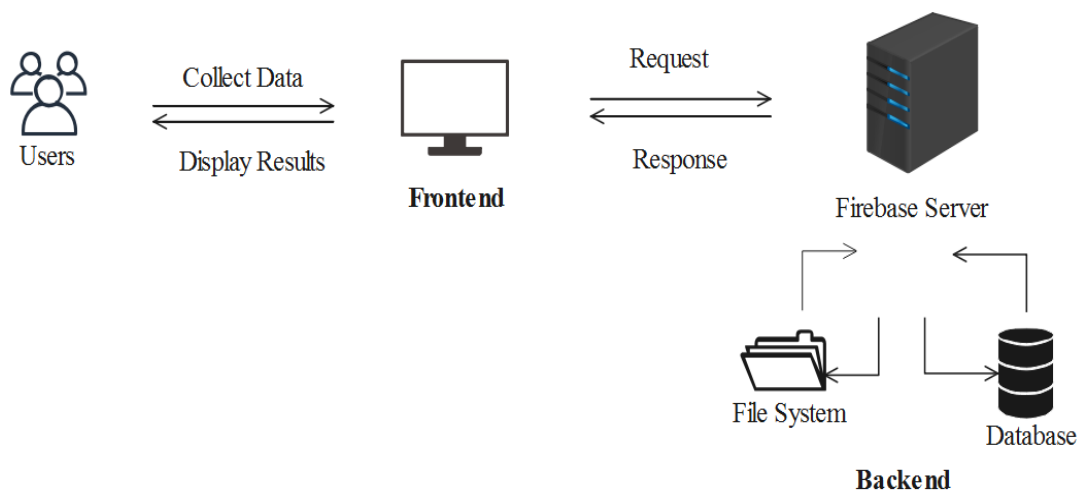 Collect Data
Request
Users
Display Results
Response
Frontend
Firebase Server
File System
Database
Backend